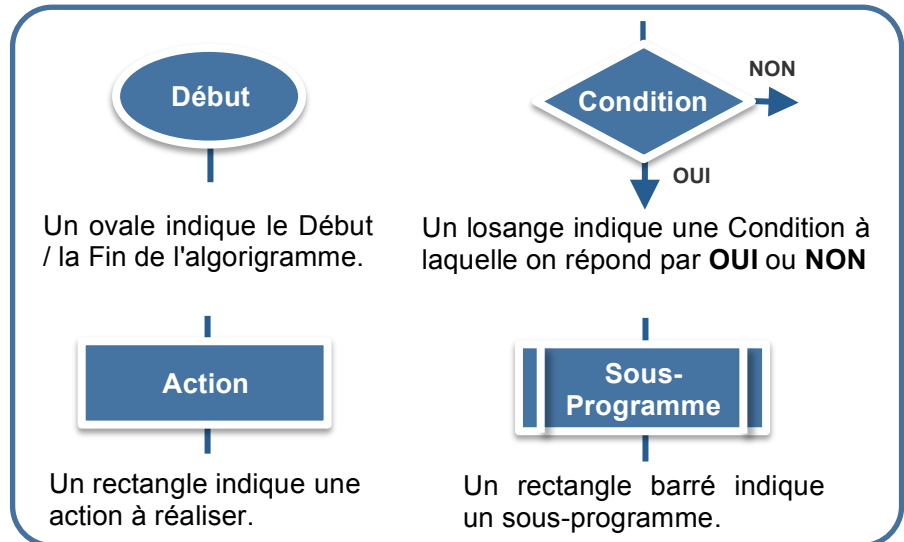 Début
Un ovale indique le Début
/ la Fin de l'algorigramme.
Condition
NON
OUI
Un losange indique une Condition à
laquelle on répond par OUI ou NON
Action
Un rectangle indique une
action à réaliser.
Sous-
Programme
Un rectangle barré indique
un sous-programme.